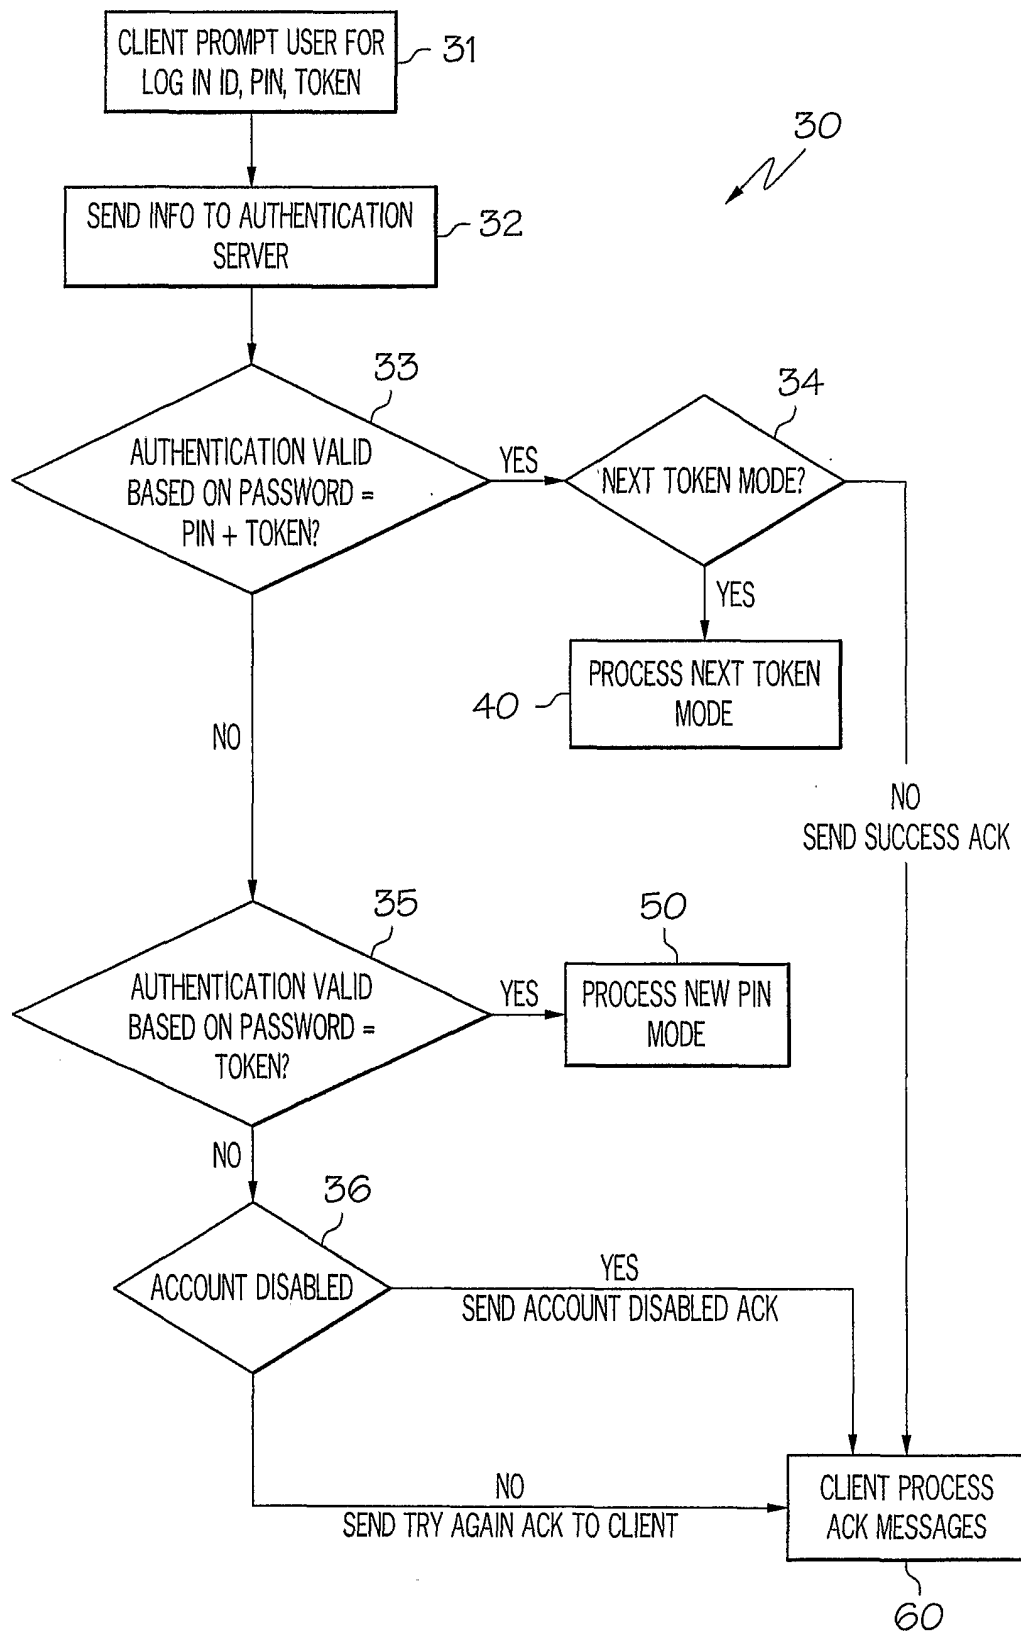 CLIENT PROMPT USER FOR
LOG IN ID, PIN, TOKEN
31
30
SEND INFO TO AUTHENTICATION
SERVER
32
33
AUTHENTICATION VALID
BASED ON PASSWORD =
PIN + TOKEN?
YES
34
NEXT TOKEN MODE?
YES
PROCESS NEXT TOKEN
MODE
40
NO
NO
SEND SUCCESS ACK
35
AUTHENTICATION VALID
BASED ON PASSWORD =
TOKEN?
YES
50
PROCESS NEW PIN
MODE
NO
36
ACCOUNT DISABLED
YES
SEND ACCOUNT DISABLED ACK
NO
SEND TRY AGAIN ACK TO CLIENT
CLIENT PROCESS
ACK MESSAGES
60